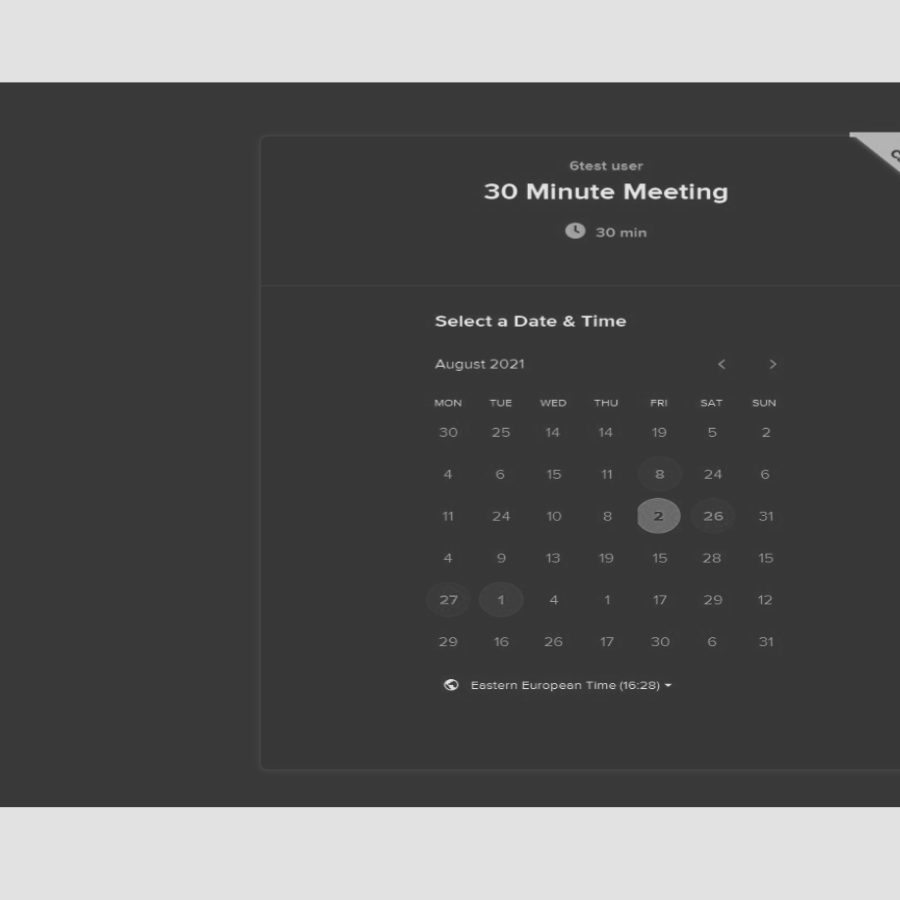 6test user
30 Minute Meeting
30 min
Select a Date & Time
August 2021
MON TUE WED THU FRI SAT SUN
30 25 14 14 19 5 2
4 6 15 11 8 24 6
11 24 10 8 2 26 31
4 9 13 19 15 28 15
27 1 4 1 17 29 12
29 16 26 17 30 6 31
Eastern European Time (16:28)